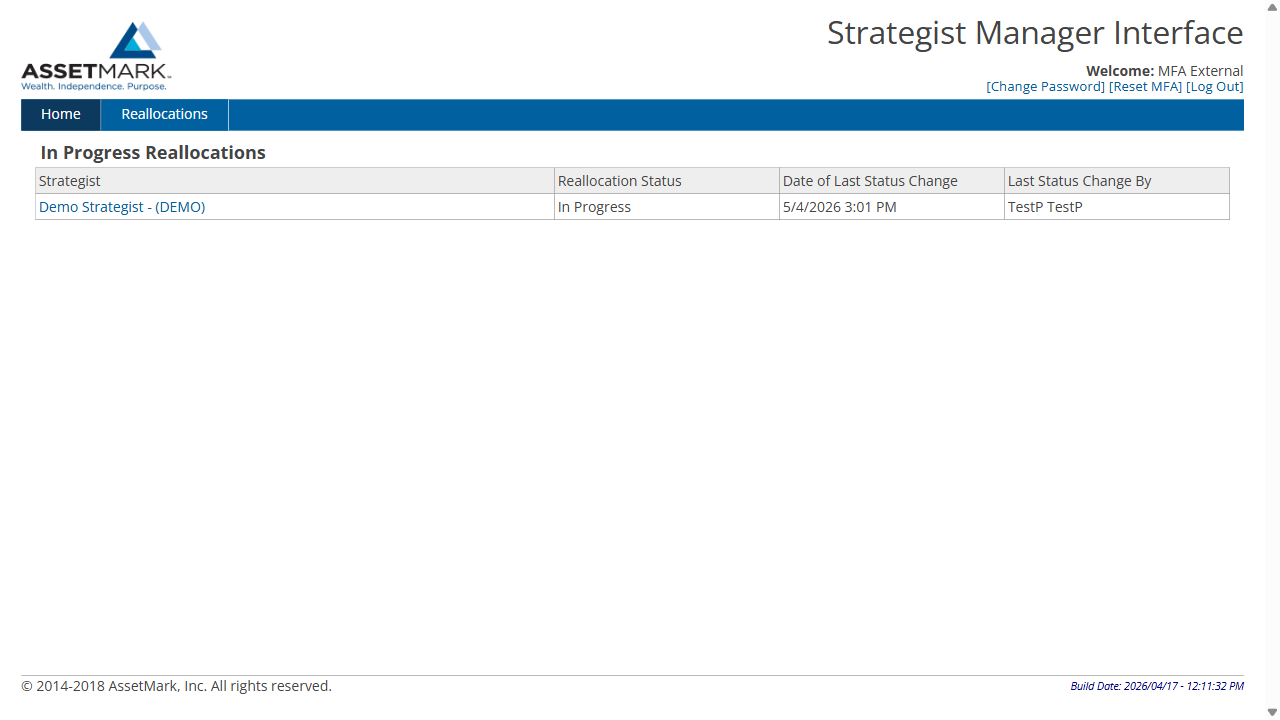 ASSETMARK™
Wealth. Independence. Purpose.
Strategist Manager Interface
Welcome: MFA External
[Change Password] [Reset MFA] [Log Out]
Home Reallocations
In Progress Reallocations
Strategist Reallocation Status Date of Last Status Change Last Status Change By
Demo Strategist - (DEMO) In Progress 5/4/2026 3:01 PM TestP TestP
© 2014-2018 AssetMark, Inc. All rights reserved. Build Date: 2026/04/17 - 12:11:32 PM